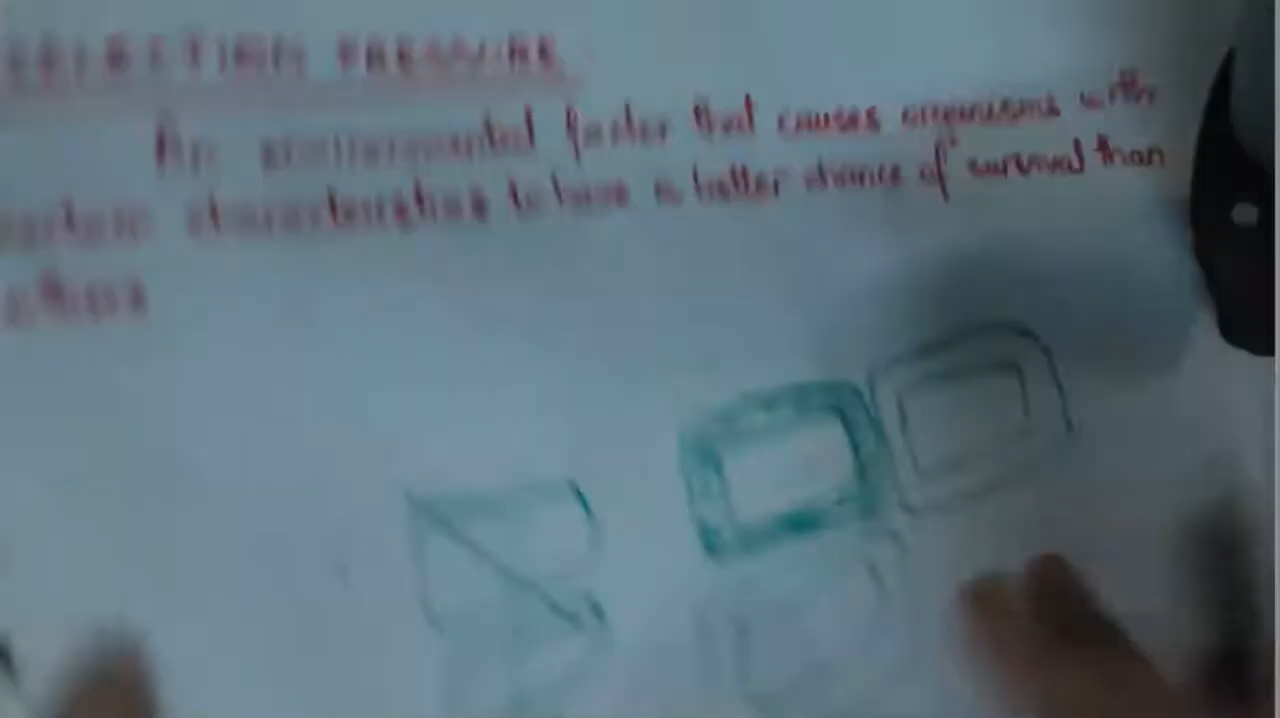 SELECTION PRESSURE
An environmental factor that causes organisms with
certain characteristics to have a better chance of survival than
others